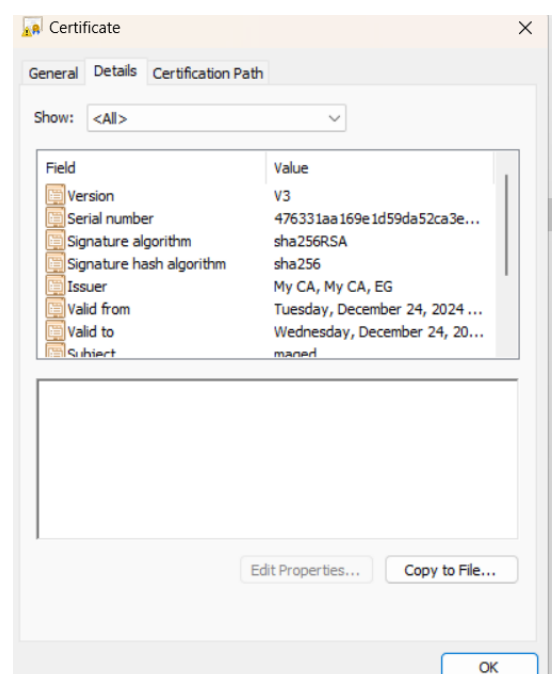 Certificate
General Details Certification Path
Show: <All>
Field Value
Version V3
Serial number 476331aa169e1d59da52ca3e...
Signature algorithm sha256RSA
Signature hash algorithm sha256
Issuer My CA, My CA, EG
Valid from Tuesday, December 24, 2024 ...
Valid to Wednesday, December 24, 20...
Subject maged
Edit Properties... Copy to File...
OK